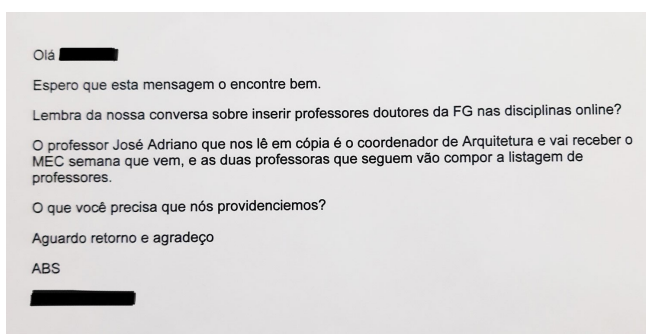 Olá
Espero que esta mensagem o encontre bem.
Lembra da nossa conversa sobre inserir professores doutores da FG nas disciplinas online?
O professor José Adriano que nos lê em cópia é o coordenador de Arquitetura e vai receber o
MEC semana que vem, e as duas professoras que seguem vão compor a listagem de
professores.
O que você precisa que nós providenciemos?
Aguardo retorno e agradeço
ABS